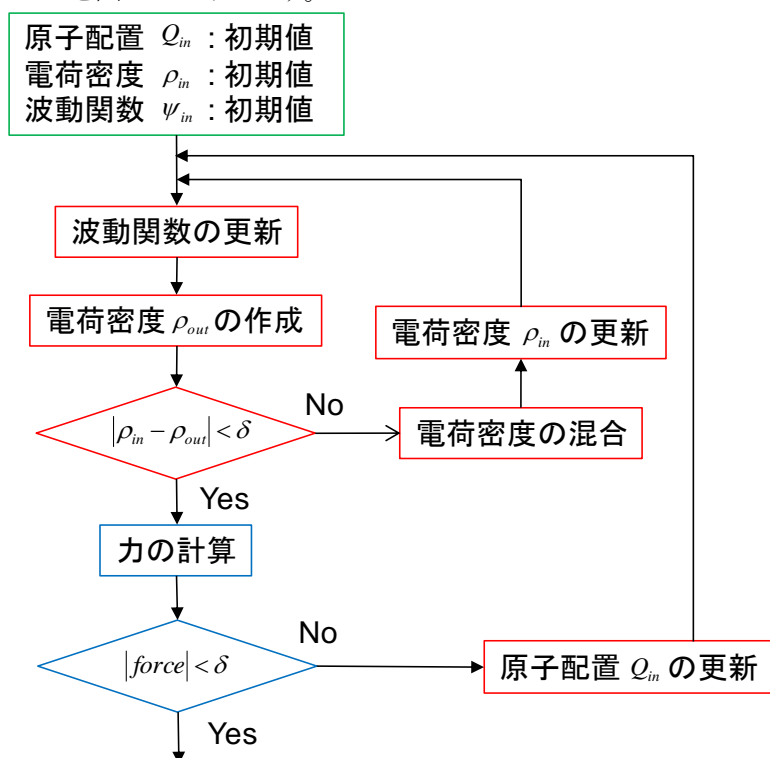 原子配置 Q_in : 初期値
電荷密度 ρ_in : 初期値
波動関数 ψ_in : 初期値
波動関数の更新
電荷密度 ρ_out の作成
電荷密度 ρ_in の更新
|ρ_in − ρ_out| < δ
No
電荷密度の混合
Yes
力の計算
|force| < δ
No
原子配置 Q_in の更新
Yes